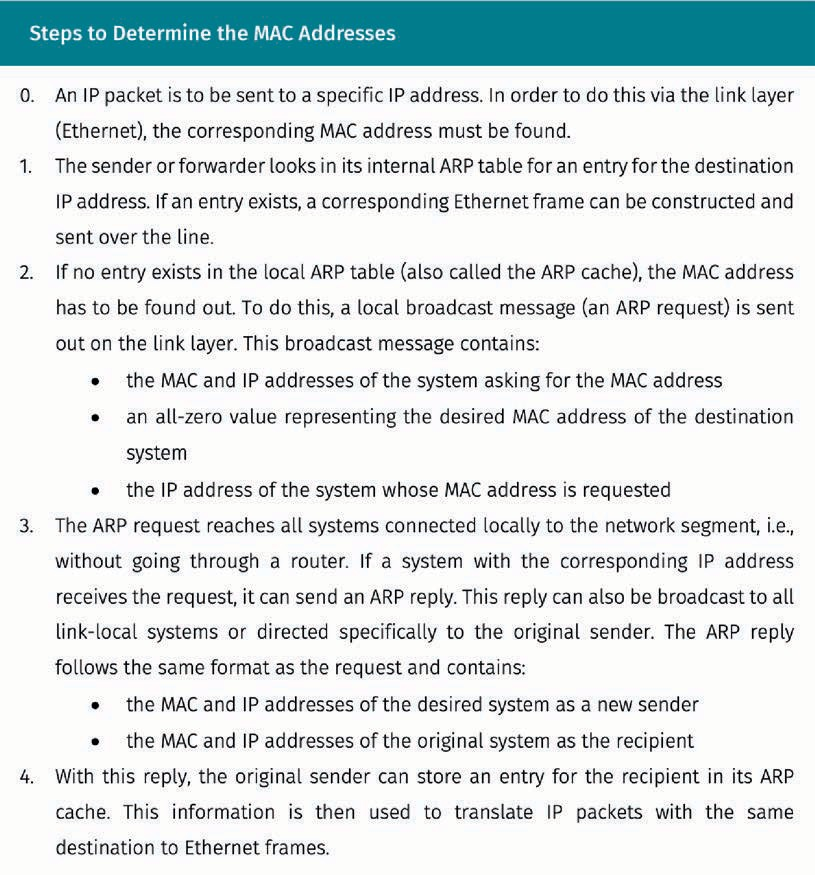 Steps to Determine the MAC Addresses
0. An IP packet is to be sent to a specific IP address. In order to do this via the link layer
(Ethernet), the corresponding MAC address must be found.
1. The sender or forwarder looks in its internal ARP table for an entry for the destination
IP address. If an entry exists, a corresponding Ethernet frame can be constructed and
sent over the line.
2. If no entry exists in the local ARP table (also called the ARP cache), the MAC address
has to be found out. To do this, a local broadcast message (an ARP request) is sent
out on the link layer. This broadcast message contains:
• the MAC and IP addresses of the system asking for the MAC address
• an all-zero value representing the desired MAC address of the destination
system
• the IP address of the system whose MAC address is requested
3. The ARP request reaches all systems connected locally to the network segment, i.e.,
without going through a router. If a system with the corresponding IP address
receives the request, it can send an ARP reply. This reply can also be broadcast to all
link-local systems or directed specifically to the original sender. The ARP reply
follows the same format as the request and contains:
• the MAC and IP addresses of the desired system as a new sender
• the MAC and IP addresses of the original system as the recipient
4. With this reply, the original sender can store an entry for the recipient in its ARP
cache. This information is then used to translate IP packets with the same
destination to Ethernet frames.